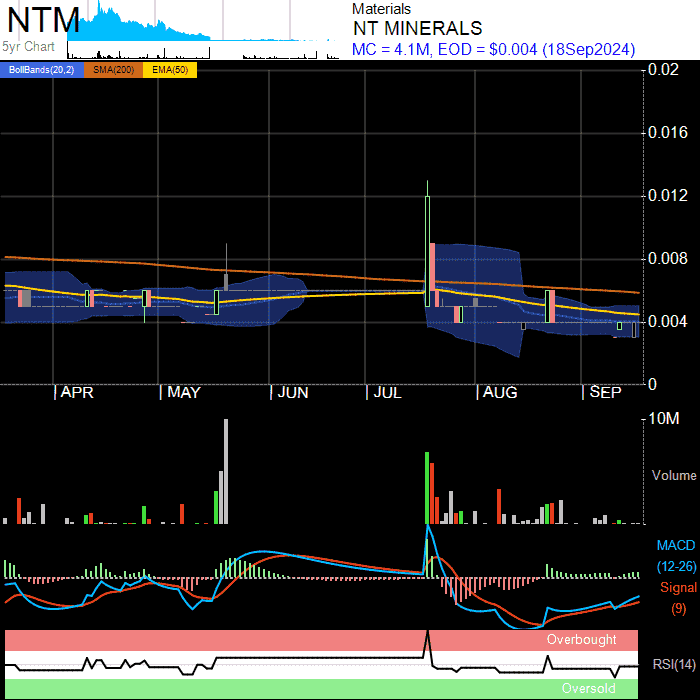 NTM
5yr Chart
Materials
NT MINERALS
MC = 4.1M, EOD = $0.004 (18Sep2024)
BollBands(20,2) SMA(200) EMA(50)
0.02
0.016
0.012
0.008
0.004
0
APR MAY JUN JUL AUG SEP
10M
Volume
MACD
(12-26)
Signal
(9)
Overbought
RSI(14)
Oversold